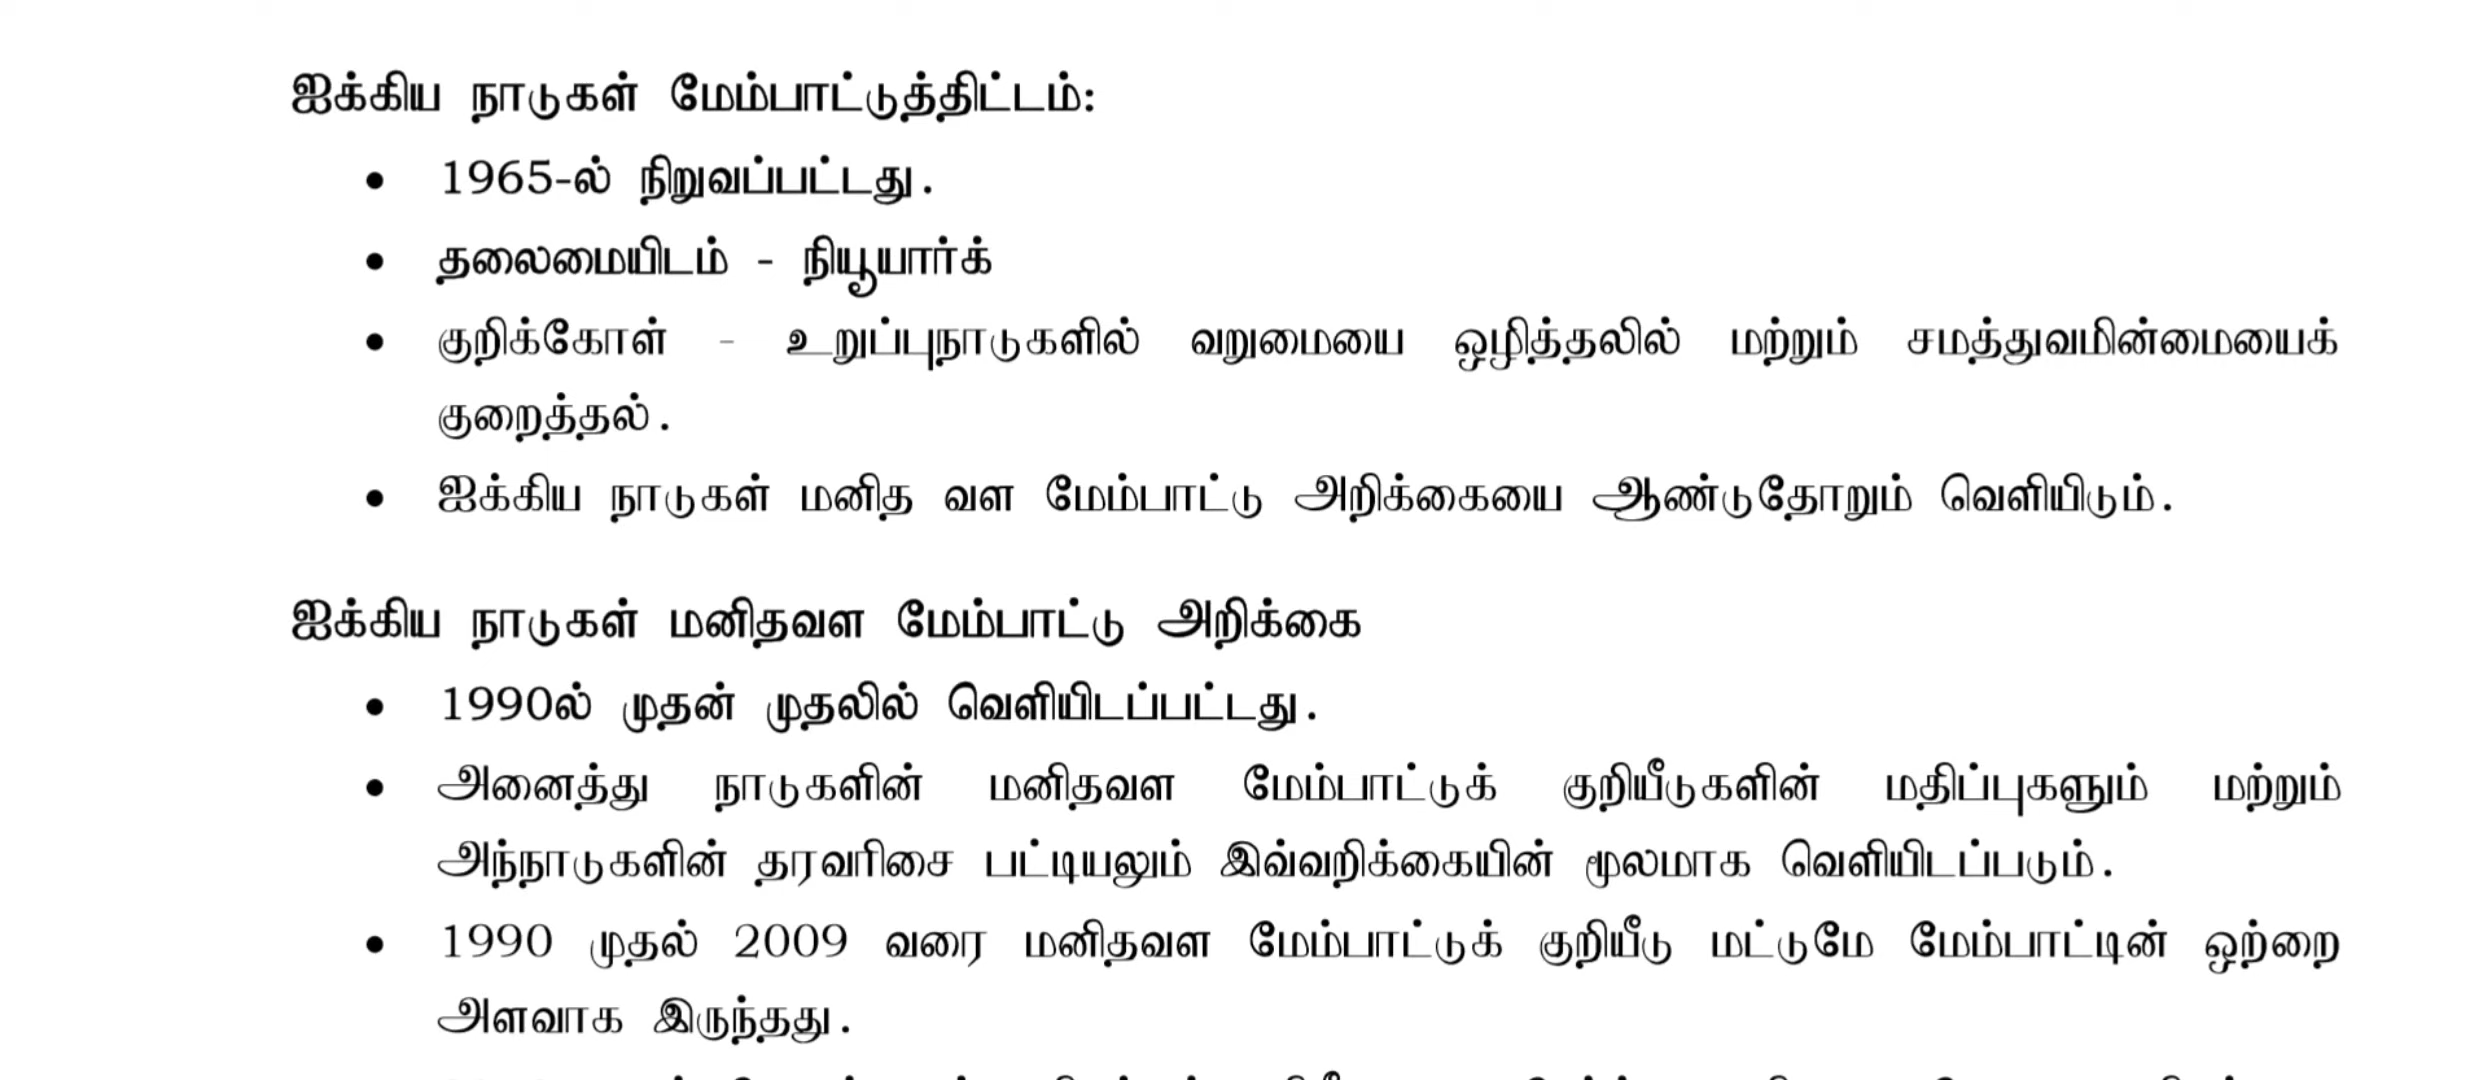 ஐக்கிய நாடுகள் மேம்பாட்டுத்திட்டம்:
• 1965-ல் நிறுவப்பட்டது.
• தலைமையிடம் - நியூயார்க்
• குறிக்கோள் - உறுப்புநாடுகளில் வறுமையை ஒழித்தலில் மற்றும் சமத்துவமின்மையைக்
குறைத்தல்.
• ஐக்கிய நாடுகள் மனித வள மேம்பாட்டு அறிக்கையை ஆண்டுதோறும் வெளியிடும்.
ஐக்கிய நாடுகள் மனிதவள மேம்பாட்டு அறிக்கை
• 1990ல் முதன் முதலில் வெளியிடப்பட்டது.
• அனைத்து நாடுகளின் மனிதவள மேம்பாட்டுக் குறியீடுகளின் மதிப்புகளும் மற்றும்
அந்நாடுகளின் தரவரிசை பட்டியலும் இவ்வறிக்கையின் மூலமாக வெளியிடப்படும்.
• 1990 முதல் 2009 வரை மனிதவள மேம்பாட்டுக் குறியீடு மட்டுமே மேம்பாட்டின் ஒற்றை
அளவாக இருந்தது.